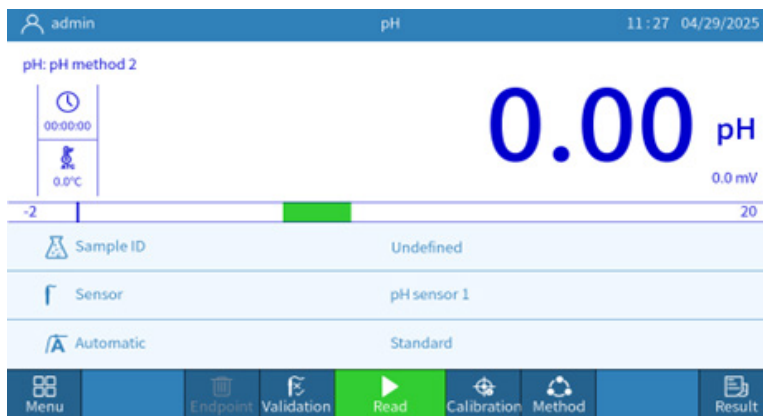 admin pH 11:27 04/29/2025
pH: pH method 2
00:00:00
0.00 pH
ATC
0.0°C
0.0 mV
-2 20
Sample ID Undefined
Sensor pH sensor 1
Automatic Standard
Menu Endpoint Validation Read Calibration Method Result